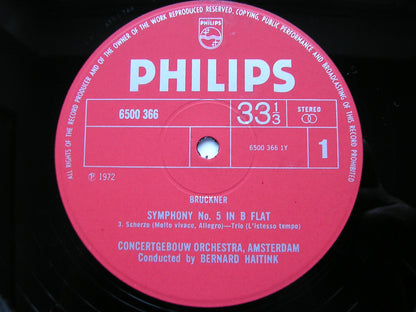 ALL RIGHTS OF THE RECORD PRODUCER AND OF THE OWNER OF THE WORK REPRODUCED RESERVED. COPYING, PUBLIC PERFORMANCE AND BROADCASTING OF THIS RECORD PROHIBITED
PHILIPS
PHILIPS
6500 366
33 1/3
STEREO
6500 366 1Y
1
℗ 1972
BRUCKNER
SYMPHONY No. 5 IN B FLAT
3. Scherzo (Molto vivace, Allegro)—Trio (L'istesso tempo)
CONCERTGEBOUW ORCHESTRA, AMSTERDAM
Conducted by BERNARD HAITINK